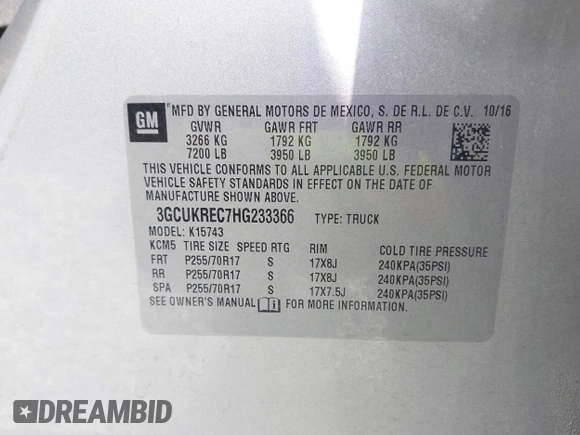 GM
® MFD BY GENERAL MOTORS DE MEXICO, S. DE R.L. DE C.V. 10/16
GVWR GAWR FRT GAWR RR
3266 KG 1792 KG 1792 KG
7200 LB 3950 LB 3950 LB
THIS VEHICLE CONFORMS TO ALL APPLICABLE U.S. FEDERAL MOTOR
VEHICLE SAFETY STANDARDS IN EFFECT ON THE DATE OF
MANUFACTURE SHOWN ABOVE.
3GCUKREC7HG233366 TYPE: TRUCK
MODEL: K15743
KCM5 TIRE SIZE SPEED RTG RIM COLD TIRE PRESSURE
FRT P255/70R17 S 17X8J 240KPA(35PSI)
RR P255/70R17 S 17X8J 240KPA(35PSI)
SPA P255/70R17 S 17X7.5J 240KPA(35PSI)
SEE OWNER'S MANUAL FOR MORE INFORMATION.
DREAMBID